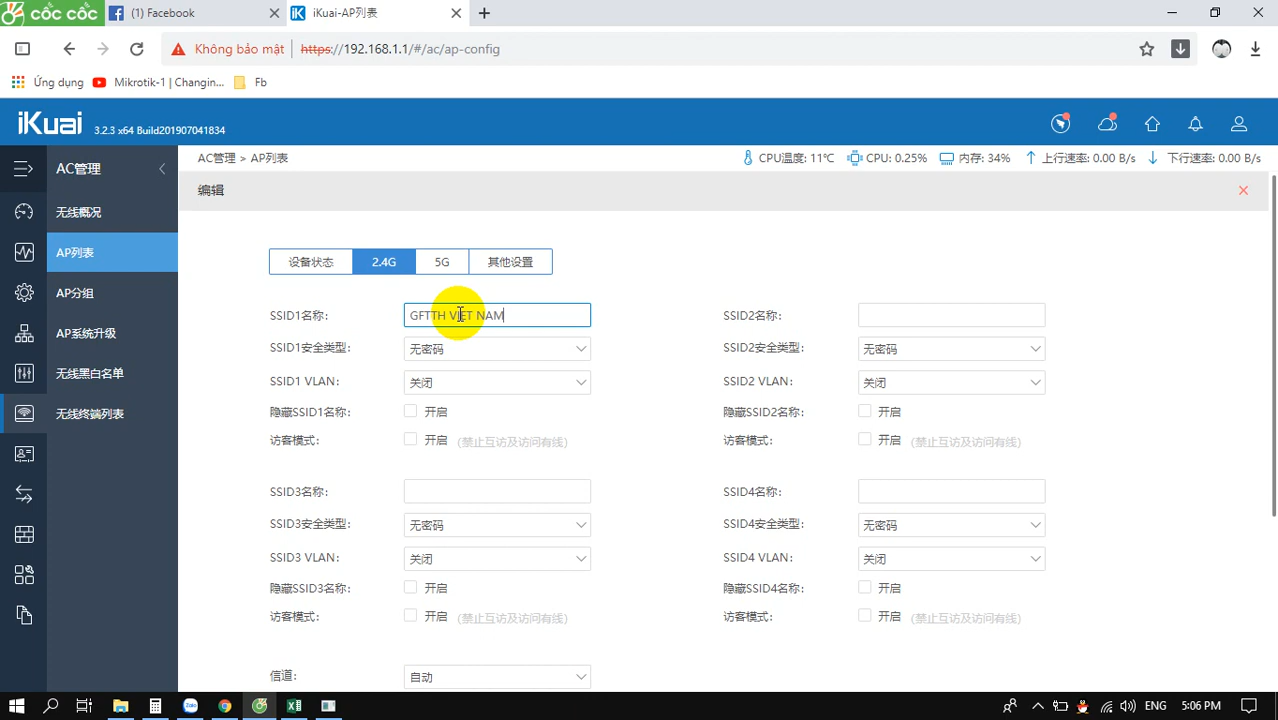 cốc cốc
(1) Facebook
iKuai-AP列表
Không bảo mật
https://192.168.1.1/#/ac/ap-config
Ứng dụng
Mikrotik-1 | Changin...
Fb
iKuai
3.2.3 x64 Build201907041834
AC管理
AC管理 > AP列表
CPU温度: 11℃
CPU: 0.25%
内存: 34%
上行速率: 0.00 B/s
下行速率: 0.00 B/s
编辑
无线概况
AP列表
AP分组
AP系统升级
无线黑白名单
无线终端列表
设备状态
2.4G
5G
其他设置
SSID1名称:
GFTTH VIET NAM
SSID2名称:
SSID1安全类型:
无密码
SSID2安全类型:
无密码
SSID1 VLAN:
关闭
SSID2 VLAN:
关闭
隐藏SSID1名称:
开启
隐藏SSID2名称:
开启
访客模式:
开启
(禁止互访及访问有线)
访客模式:
开启
(禁止互访及访问有线)
SSID3名称:
SSID4名称:
SSID3安全类型:
无密码
SSID4安全类型:
无密码
SSID3 VLAN:
关闭
SSID4 VLAN:
关闭
隐藏SSID3名称:
开启
隐藏SSID4名称:
开启
访客模式:
开启
(禁止互访及访问有线)
访客模式:
开启
(禁止互访及访问有线)
信道:
自动
Zalo
ENG
5:06 PM